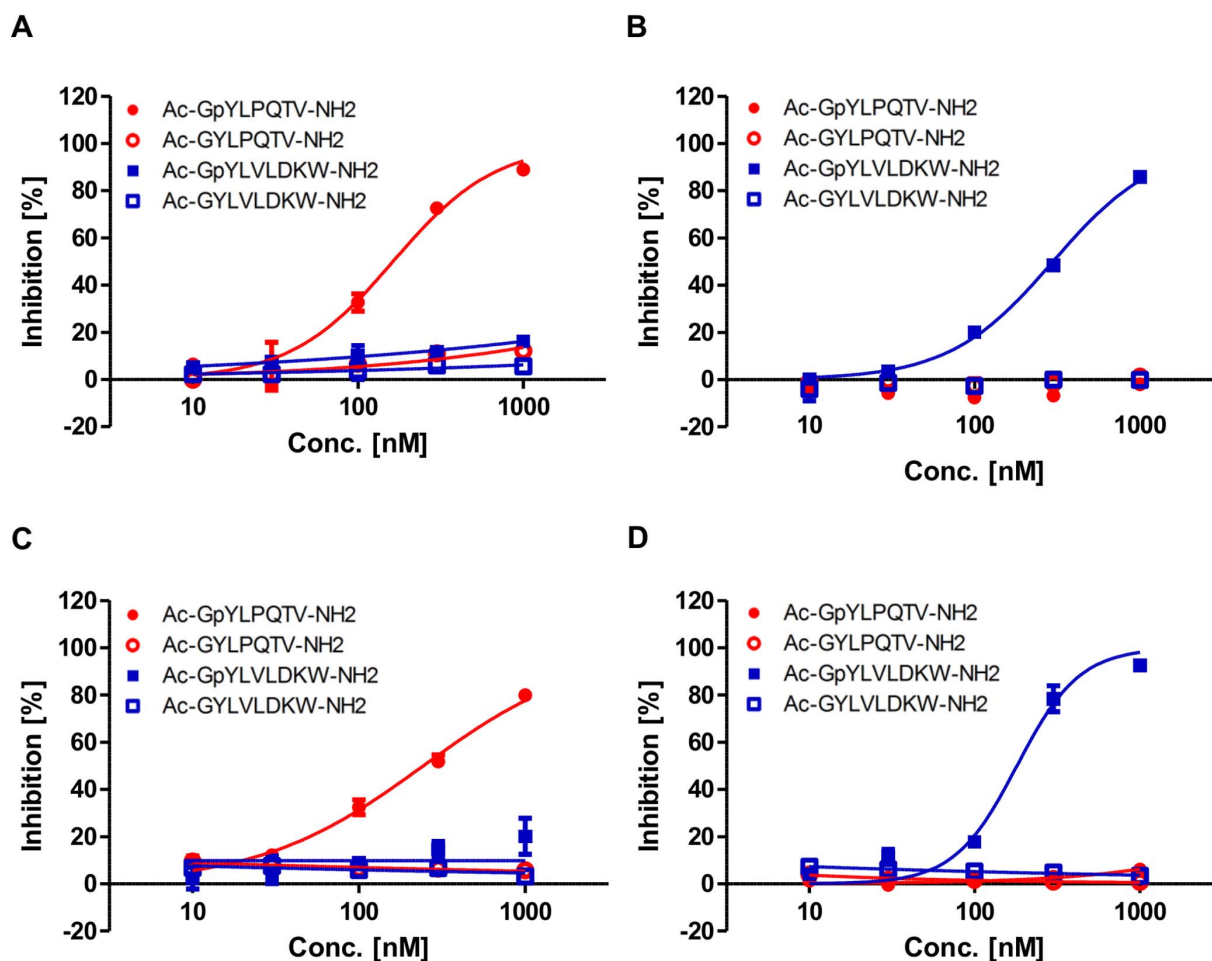 A
Inhibition [%]
120
100
80
60
40
20
0
-20
Ac-GpYLPQTV-NH2
Ac-GYLPQTV-NH2
Ac-GpYLVLDKW-NH2
Ac-GYLVLDKW-NH2
10
100
1000
Conc. [nM]
B
Inhibition [%]
120
100
80
60
40
20
0
-20
Ac-GpYLPQTV-NH2
Ac-GYLPQTV-NH2
Ac-GpYLVLDKW-NH2
Ac-GYLVLDKW-NH2
10
100
1000
Conc. [nM]
C
Inhibition [%]
120
100
80
60
40
20
0
-20
Ac-GpYLPQTV-NH2
Ac-GYLPQTV-NH2
Ac-GpYLVLDKW-NH2
Ac-GYLVLDKW-NH2
10
100
1000
Conc. [nM]
D
Inhibition [%]
120
100
80
60
40
20
0
-20
Ac-GpYLPQTV-NH2
Ac-GYLPQTV-NH2
Ac-GpYLVLDKW-NH2
Ac-GYLVLDKW-NH2
10
100
1000
Conc. [nM]